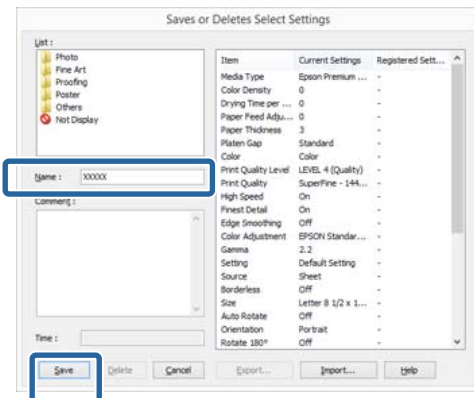 Saves or Deletes Select Settings
List :
Photo
Fine Art
Proofing
Poster
Others
Not Display
Name : XXXXX
Comment :
Time :
Item Current Settings Registered Sett...
Media Type Epson Premium ... -
Color Density 0 -
Drying Time per ... 0 -
Paper Feed Adju... 0 -
Paper Thickness 3 -
Platen Gap Standard -
Color Color -
Print Quality Level LEVEL 4 (Quality) -
Print Quality SuperFine - 144... -
High Speed On -
Finest Detail On -
Edge Smoothing Off -
Color Adjustment EPSON Standar... -
Gamma 2.2 -
Setting Default Setting -
Source Sheet -
Borderless Off -
Size Letter 8 1/2 x 1... -
Auto Rotate Off -
Orientation Portrait -
Rotate 180° Off -
Save Delete Cancel Export... Import... Help